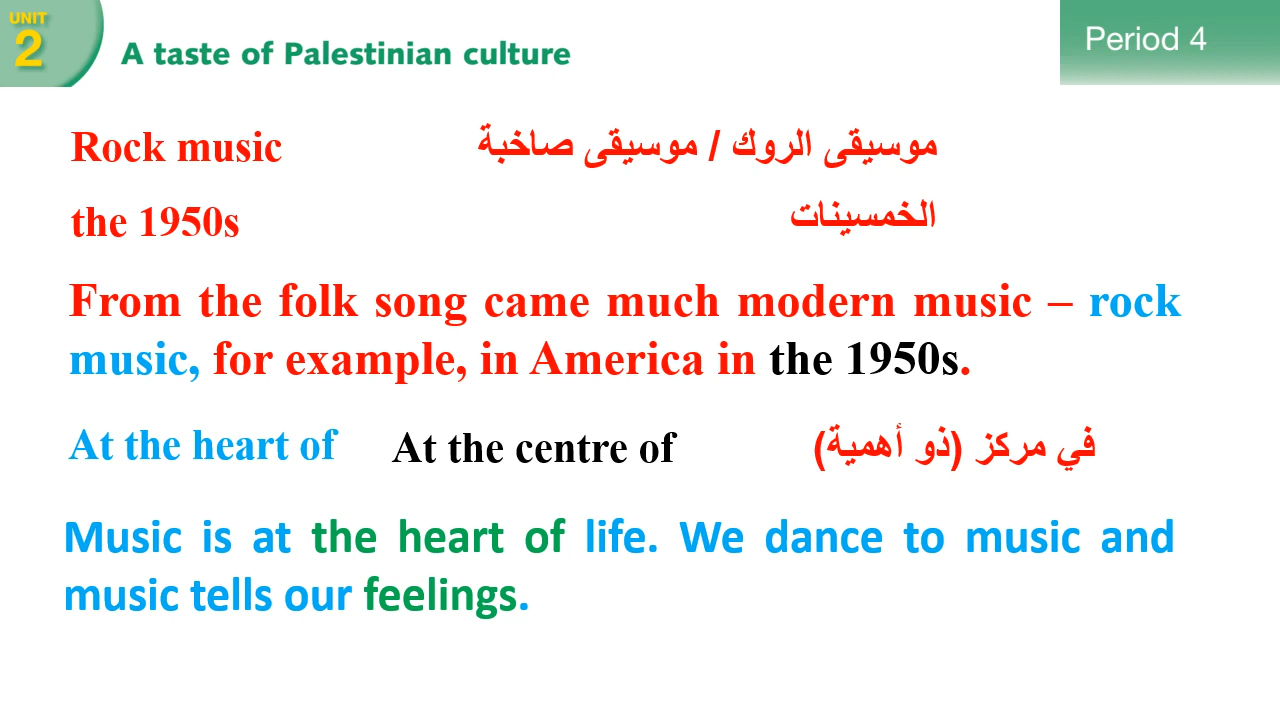 UNIT
2
A taste of Palestinian culture
Period 4
Rock music موسيقى الروك / موسيقى صاخبة
the 1950s الخمسينات
From the folk song came much modern music – rock
music, for example, in America in the 1950s.
At the heart of At the centre of في مركز (ذو أهمية)
Music is at the heart of life. We dance to music and
music tells our feelings.